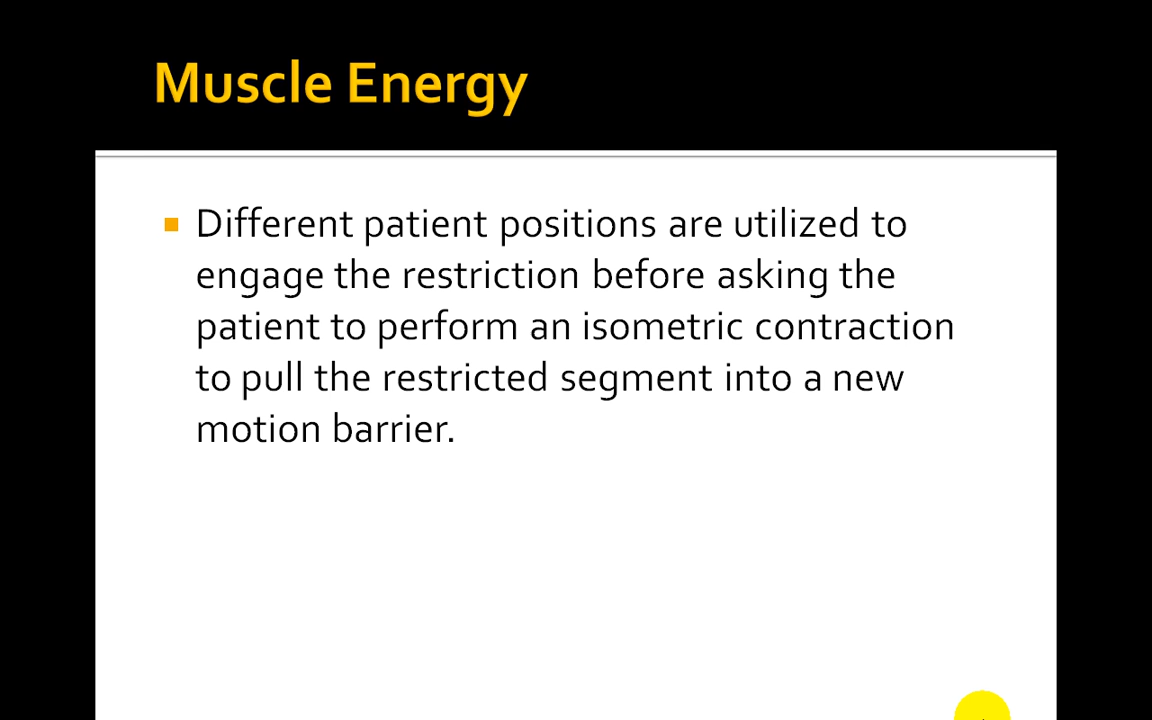 Muscle Energy
Different patient positions are utilized to
engage the restriction before asking the
patient to perform an isometric contraction
to pull the restricted segment into a new
motion barrier.